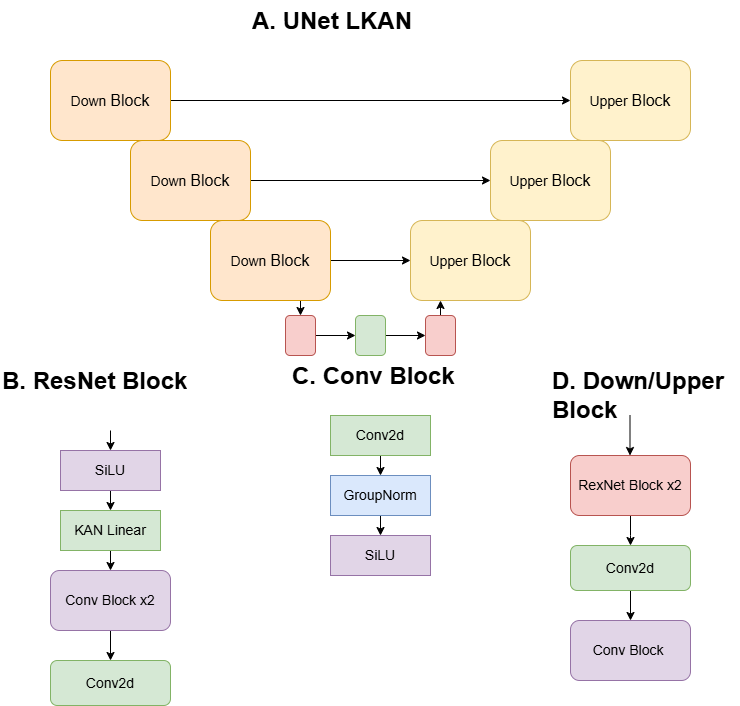 A. UNet LKAN
Down Block
Upper Block
Down Block
Upper Block
Down Block
Upper Block
B. ResNet Block
SiLU
KAN Linear
Conv Block x2
Conv2d
C. Conv Block
Conv2d
GroupNorm
SiLU
D. Down/Upper
Block
RexNet Block x2
Conv2d
Conv Block